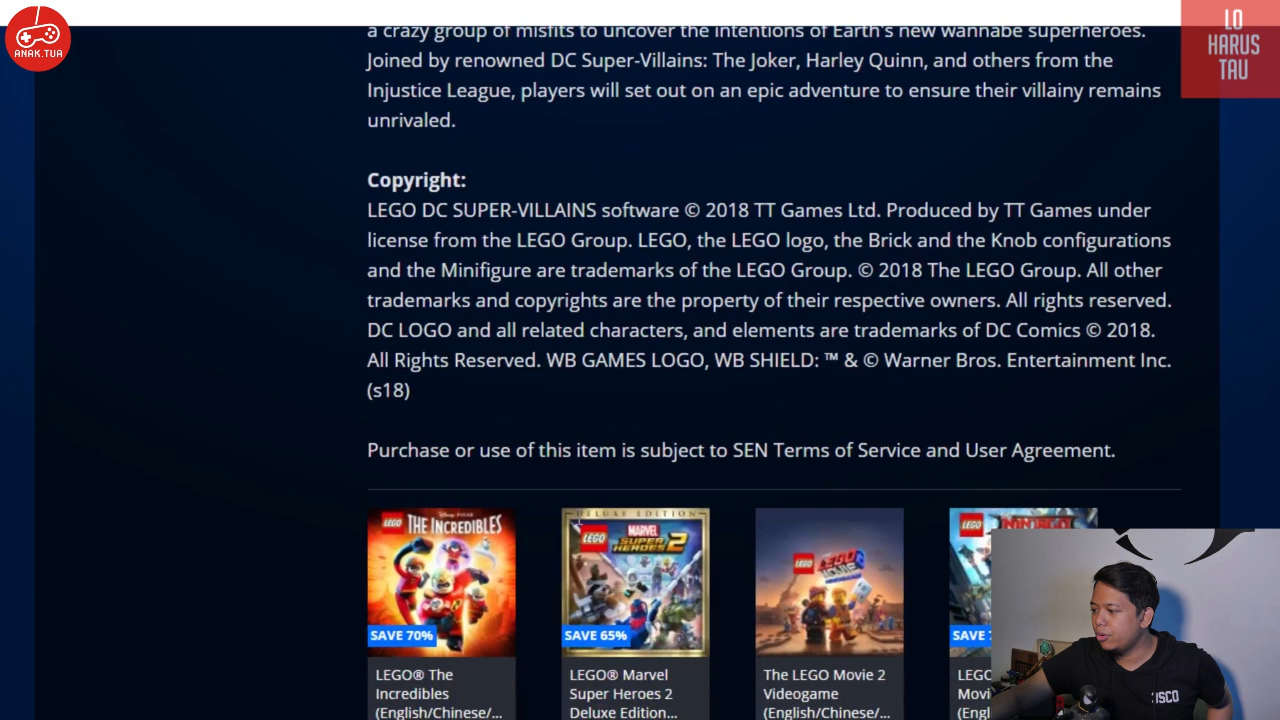 ANAK.TUA
LO
HARUS
TAU
a crazy group of misfits to uncover the intentions of Earth's new wannabe superheroes.
Joined by renowned DC Super-Villains: The Joker, Harley Quinn, and others from the
Injustice League, players will set out on an epic adventure to ensure their villainy remains
unrivaled.
Copyright:
LEGO DC SUPER-VILLAINS software © 2018 TT Games Ltd. Produced by TT Games under
license from the LEGO Group. LEGO, the LEGO logo, the Brick and the Knob configurations
and the Minifigure are trademarks of the LEGO Group. © 2018 The LEGO Group. All other
trademarks and copyrights are the property of their respective owners. All rights reserved.
DC LOGO and all related characters, and elements are trademarks of DC Comics © 2018.
All Rights Reserved. WB GAMES LOGO, WB SHIELD: ™ & © Warner Bros. Entertainment Inc.
(s18)
Purchase or use of this item is subject to SEN Terms of Service and User Agreement.
LEGO THE INCREDIBLES
SAVE 70%
LEGO® The
Incredibles
(English/Chinese/...
DELUXE EDITION
LEGO MARVEL
SUPER HEROES 2
SAVE 65%
LEGO® Marvel
Super Heroes 2
Deluxe Edition...
LEGO
LEGO MOVIE 2
The LEGO Movie 2
Videogame
(English/Chinese/...
LEGO
SAVE
LEGO
Movi
(Engl